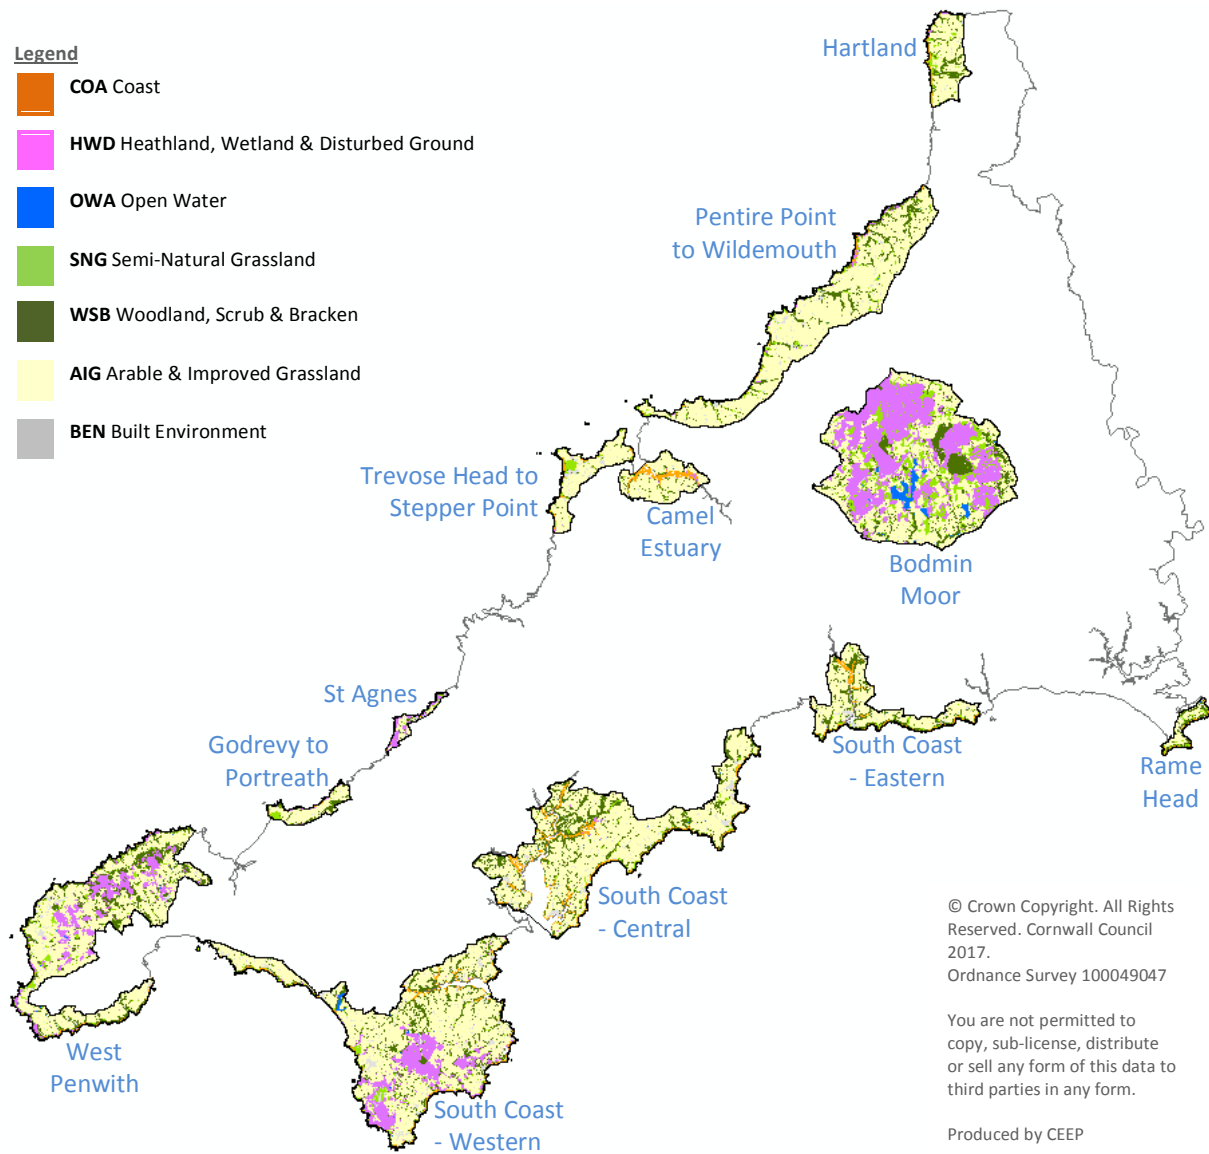 Legend
COA Coast
HWD Heathland, Wetland & Disturbed Ground
OWA Open Water
SNG Semi-Natural Grassland
WSB Woodland, Scrub & Bracken
AIG Arable & Improved Grassland
BEN Built Environment
Hartland
Pentire Point
to Wildemouth
Trevose Head to
Stepper Point
Camel
Estuary
Bodmin
Moor
St Agnes
Godrevy to
Portreath
South Coast
- Eastern
Rame
Head
South Coast
- Central
West
Penwith
South Coast
- Western
© Crown Copyright. All Rights
Reserved. Cornwall Council
2017.
Ordnance Survey 100049047
You are not permitted to
copy, sub-license, distribute
or sell any form of this data to
third parties in any form.
Produced by CEEP